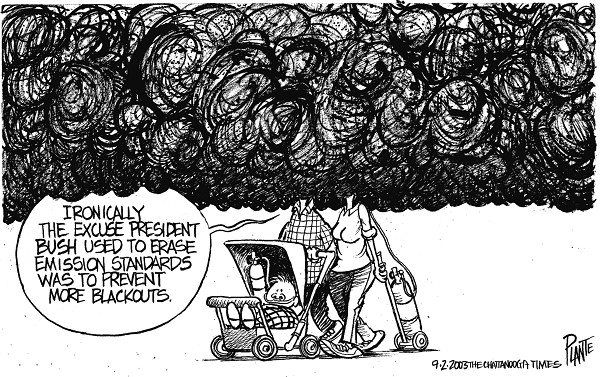 IRONICALLY
THE EXCUSE PRESIDENT
BUSH USED TO ERASE
EMISSION STANDARDS
WAS TO PREVENT
MORE BLACKOUTS.
PLANTE
9-2-2003 THE CHATTANOOGA TIMES